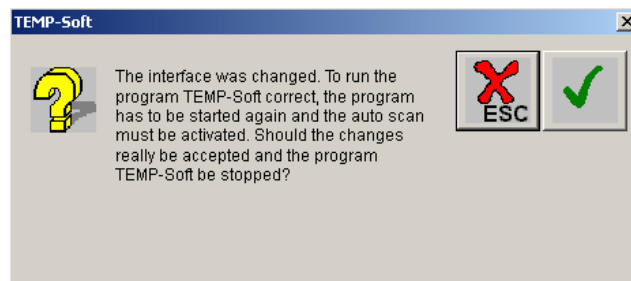 TEMP-Soft
The interface was changed. To run the
program TEMP-Soft correct, the program
has to be started again and the auto scan
must be activated. Should the changes
really be accepted and the program
TEMP-Soft be stopped?
ESC